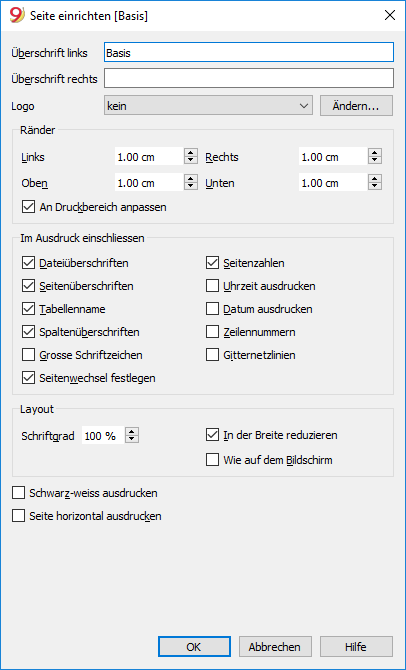 9 Seite einrichten [Basis]
Überschrift links Basis
Überschrift rechts
Logo kein Ändern...
Ränder
Links 1.00 cm Rechts 1.00 cm
Oben 1.00 cm Unten 1.00 cm
An Druckbereich anpassen
Im Ausdruck einschliessen
Dateiüberschriften Seitenzahlen
Seitenüberschriften Uhrzeit ausdrucken
Tabellenname Datum ausdrucken
Spaltenüberschriften Zeilennummern
Grosse Schriftzeichen Gitternetzlinien
Seitenwechsel festlegen
Layout
Schriftgrad 100 % In der Breite reduzieren
Wie auf dem Bildschirm
Schwarz-weiss ausdrucken
Seite horizontal ausdrucken
OK Abbrechen Hilfe